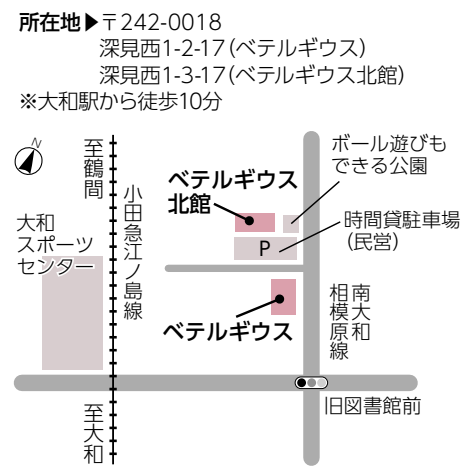 所在地▶〒242-0018
深見西1-2-17(ベテルギウス)
深見西1-3-17(ベテルギウス北館)
※大和駅から徒歩10分
N
至鶴間
小田急江ノ島線
大和
スポーツ
センター
ベテルギウス
北館
ボール遊びも
できる公園
P
時間貸駐車場
(民営)
ベテルギウス
南大和
相模原線
旧図書館前
至大和